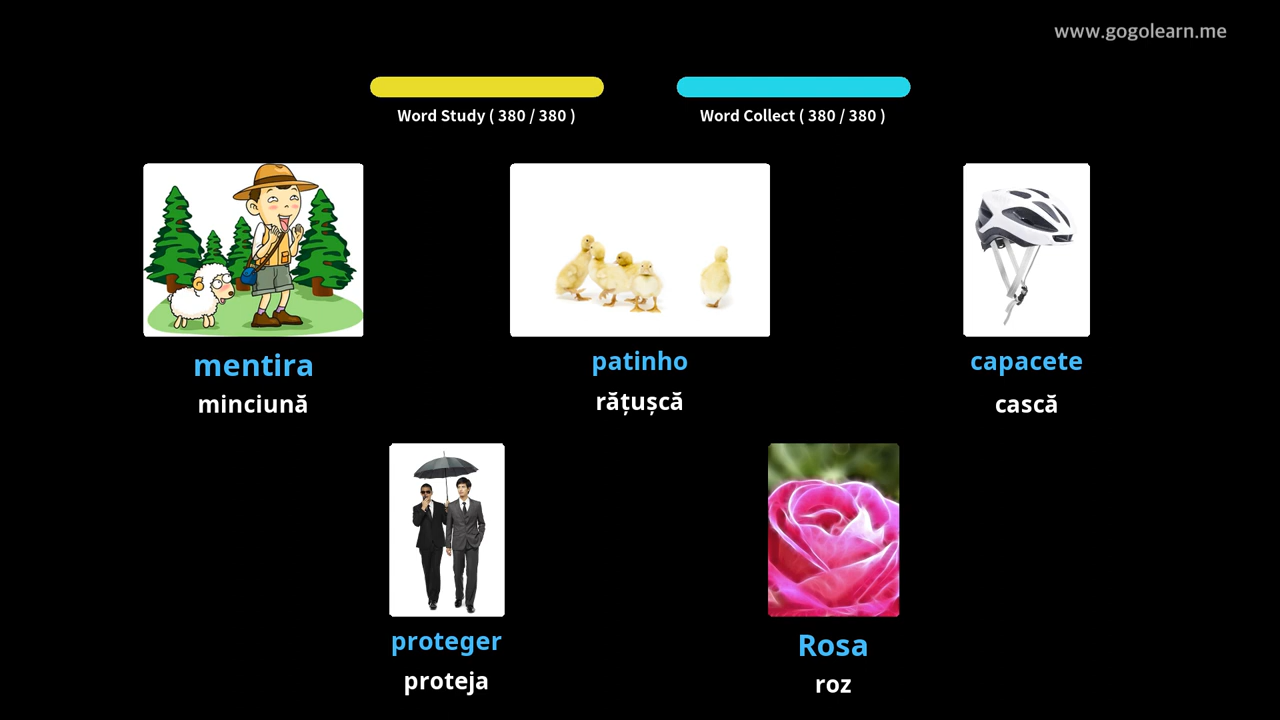 www.gogolearn.me
Word Study ( 380 / 380 )
Word Collect ( 380 / 380 )
mentira
minciună
patinho
rățușcă
capacete
cască
proteger
proteja
Rosa
roz